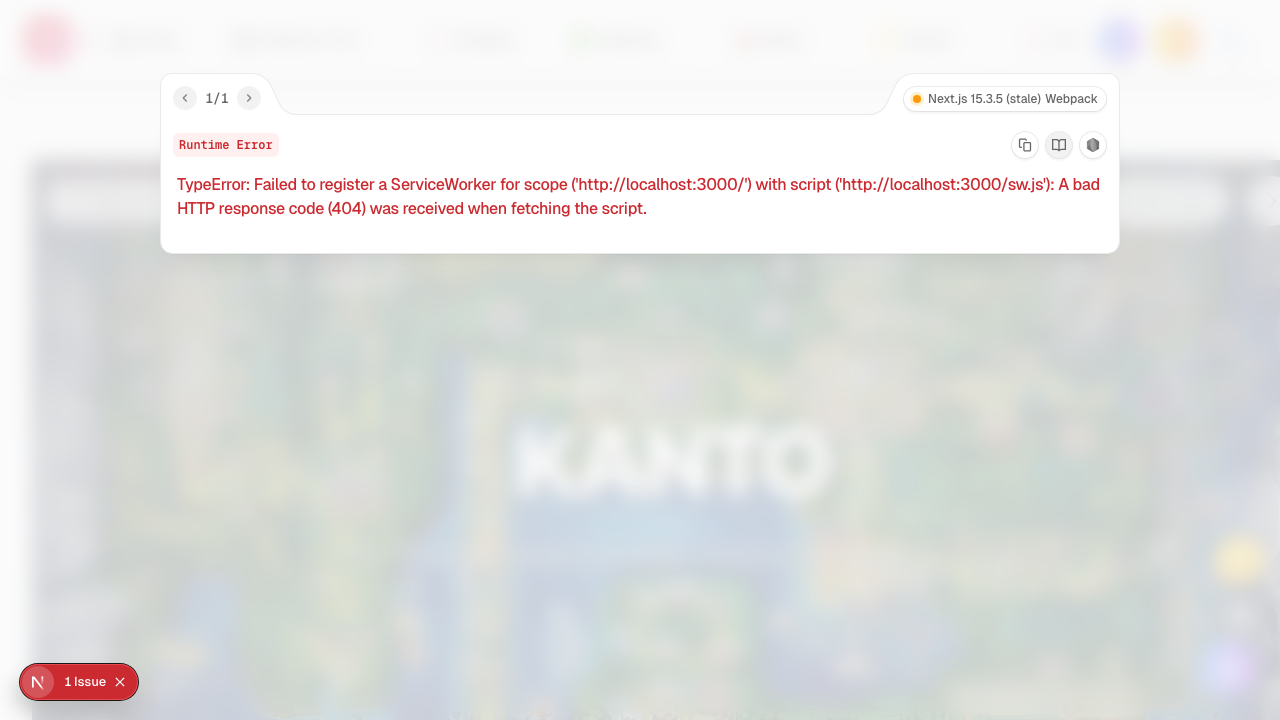 1/1
Next.js 15.3.5 (stale) Webpack
Runtime Error
TypeError: Failed to register a ServiceWorker for scope ('http://localhost:3000/') with script ('http://localhost:3000/sw.js'): A bad
HTTP response code (404) was received when fetching the script.
KANTO
N
1 Issue